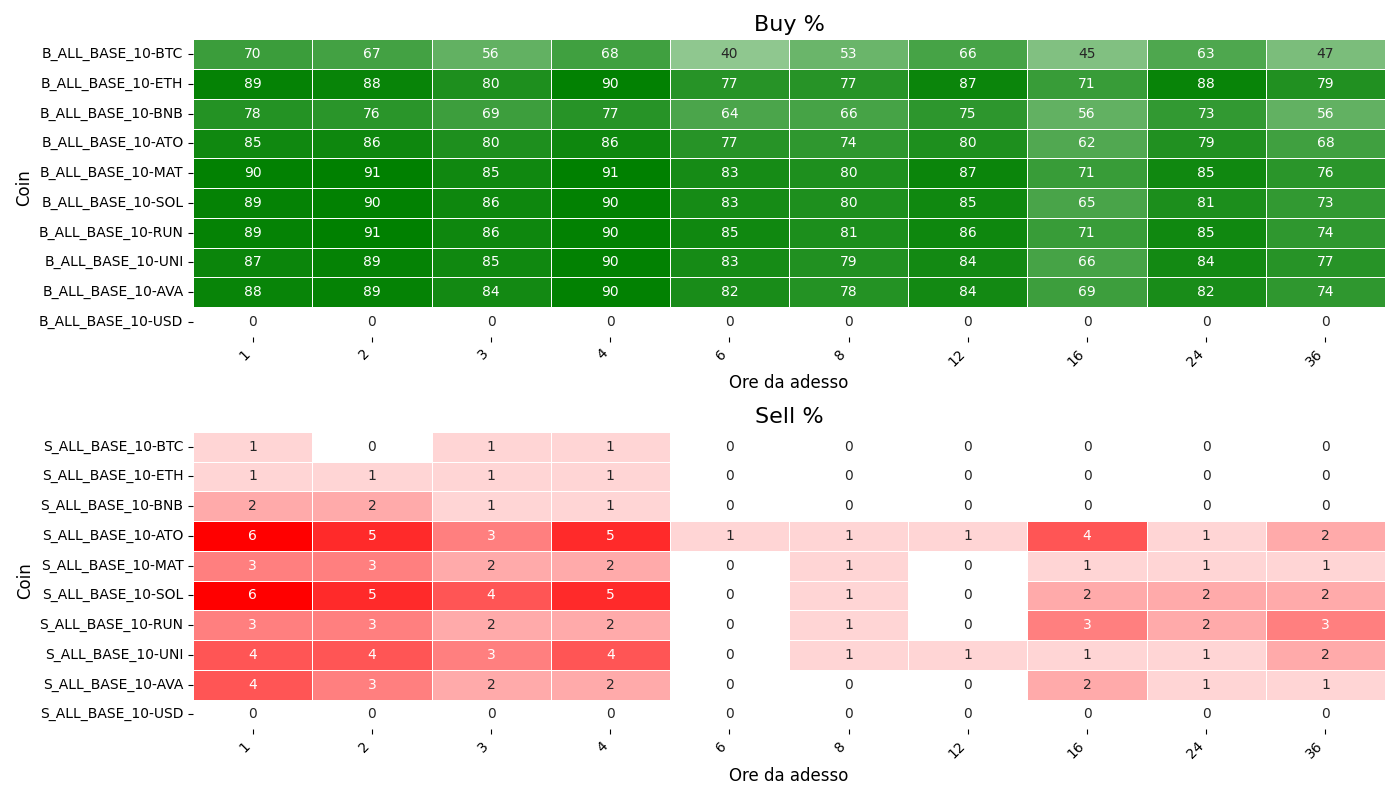 Buy %
Coin
B_ALL_BASE_10-BTC 70 67 56 68 40 53 66 45 63 47
B_ALL_BASE_10-ETH 89 88 80 90 77 77 87 71 88 79
B_ALL_BASE_10-BNB 78 76 69 77 64 66 75 56 73 56
B_ALL_BASE_10-ATO 85 86 80 86 77 74 80 62 79 68
B_ALL_BASE_10-MAT 90 91 85 91 83 80 87 71 85 76
B_ALL_BASE_10-SOL 89 90 86 90 83 80 85 65 81 73
B_ALL_BASE_10-RUN 89 91 86 90 85 81 86 71 85 74
B_ALL_BASE_10-UNI 87 89 85 90 83 79 84 66 84 77
B_ALL_BASE_10-AVA 88 89 84 90 82 78 84 69 82 74
B_ALL_BASE_10-USD 0 0 0 0 0 0 0 0 0 0
1 2 3 4 6 8 12 16 24 36
Ore da adesso
Sell %
Coin
S_ALL_BASE_10-BTC 1 0 1 1 0 0 0 0 0 0
S_ALL_BASE_10-ETH 1 1 1 1 0 0 0 0 0 0
S_ALL_BASE_10-BNB 2 2 1 1 0 0 0 0 0 0
S_ALL_BASE_10-ATO 6 5 3 5 1 1 1 4 1 2
S_ALL_BASE_10-MAT 3 3 2 2 0 1 0 1 1 1
S_ALL_BASE_10-SOL 6 5 4 5 0 1 0 2 2 2
S_ALL_BASE_10-RUN 3 3 2 2 0 1 0 3 2 3
S_ALL_BASE_10-UNI 4 4 3 4 0 1 1 1 1 2
S_ALL_BASE_10-AVA 4 3 2 2 0 0 0 2 1 1
S_ALL_BASE_10-USD 0 0 0 0 0 0 0 0 0 0
1 2 3 4 6 8 12 16 24 36
Ore da adesso